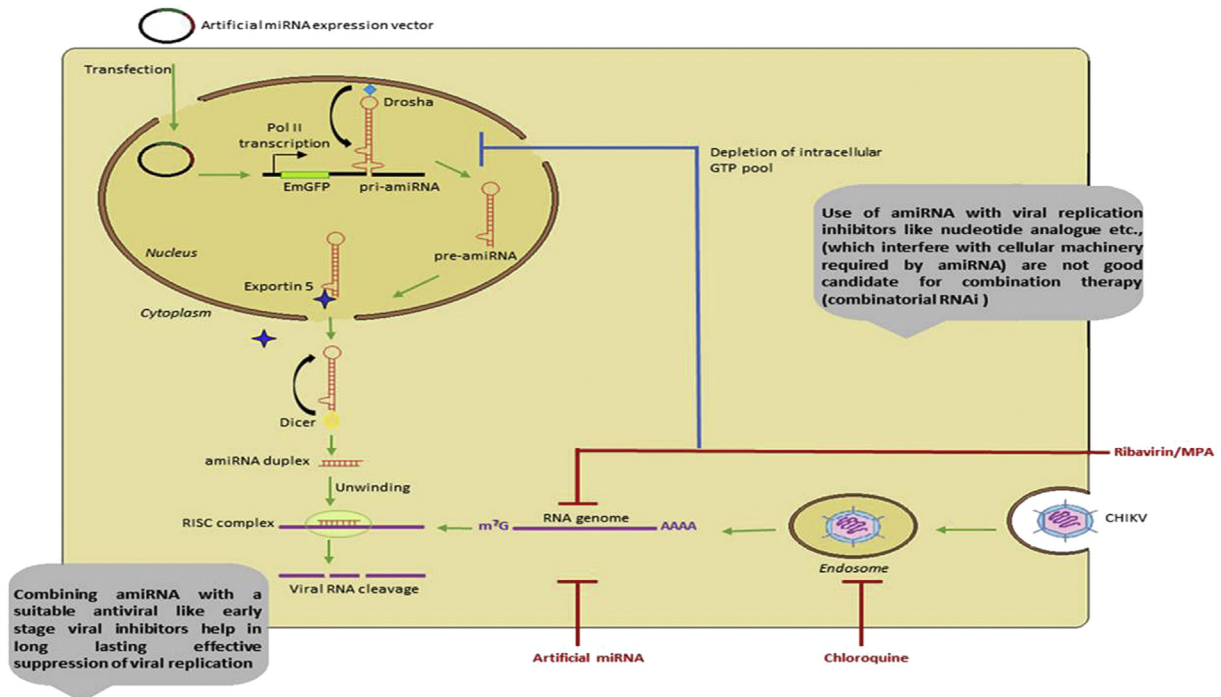 Artificial miRNA expression vector
Transfection
Drosha
Pol II
transcription
EmGFP
pri-amiRNA
Depletion of intracellular
GTP pool
Use of amiRNA with viral replication
inhibitors like nucleotide analogue etc.,
(which interfere with cellular machinery
required by amiRNA) are not good
candidate for combination therapy
(combinatorial RNAi )
Nucleus
pre-amiRNA
Exportin 5
Cytoplasm
Dicer
amiRNA duplex
Unwinding
Ribavirin/MPA
RISC complex
m⁷G
RNA genome
AAAA
CHIKV
Endosome
Viral RNA cleavage
Combining amiRNA with a
suitable antiviral like early
stage viral inhibitors help in
long lasting effective
suppression of viral replication
Artificial miRNA
Chloroquine